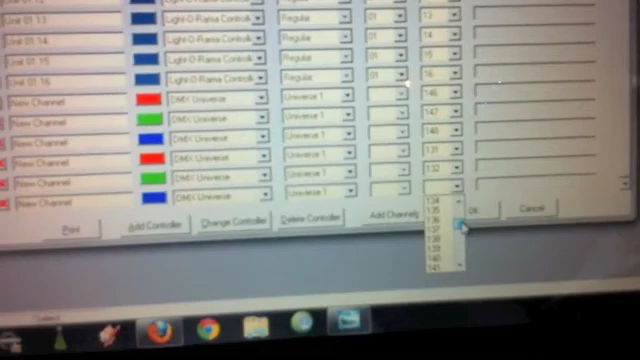 Unit 01 13 Light-O-Rama Controll Regular 01 13
Unit 01 14 Light-O-Rama Controll Regular 01 14
Unit 01 15 Light-O-Rama Controll Regular 01 15
Unit 01 16 Light-O-Rama Controll Regular 01 16
New Channel DMX Universe Universe 1 146
New Channel DMX Universe Universe 1 147
New Channel DMX Universe Universe 1
New Channel DMX Universe Universe 1 131
New Channel DMX Universe Universe 1 132
New Channel DMX Universe Universe 1
134
135
136
137
138
139
140
141
Print Add Controller Change Controller Delete Controller Add Channels OK Cancel